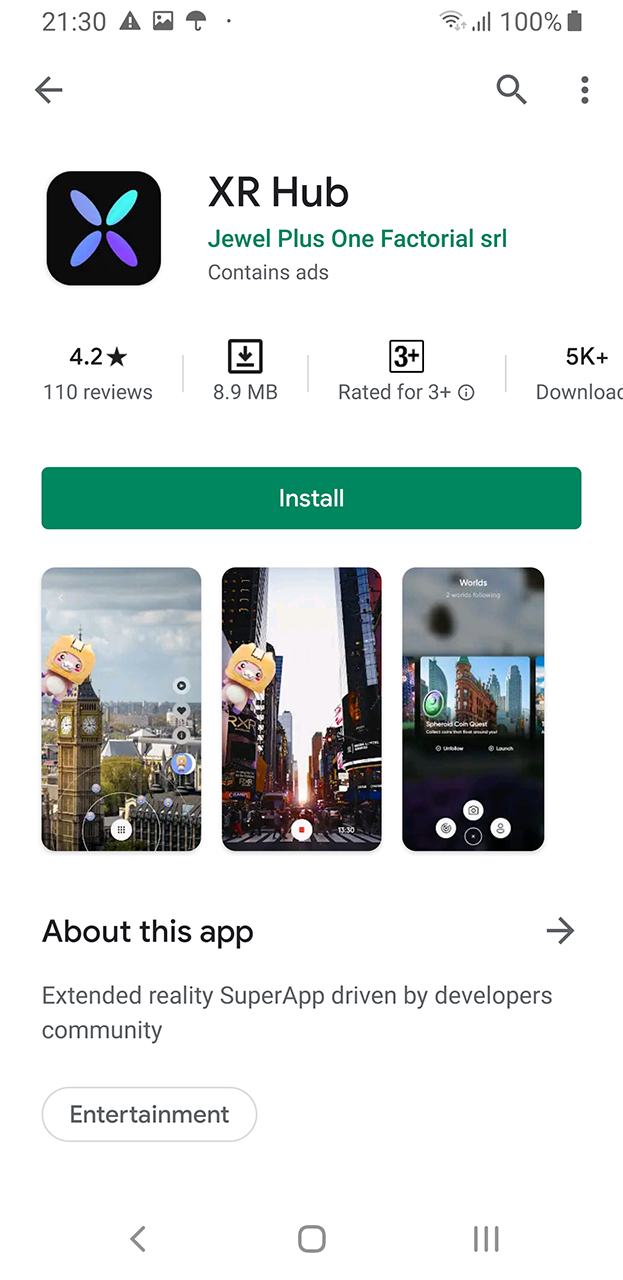 21:30 100%
XR Hub
Jewel Plus One Factorial srl
Contains ads
4.2★ 3+ 5K+
110 reviews 8.9 MB Rated for 3+ Downloa
Install
Worlds
2 worlds following
Spheroid Coin Quest
Collect coins that float around you!
Unfollow Launch
13:30
About this app
Extended reality SuperApp driven by developers
community
Entertainment